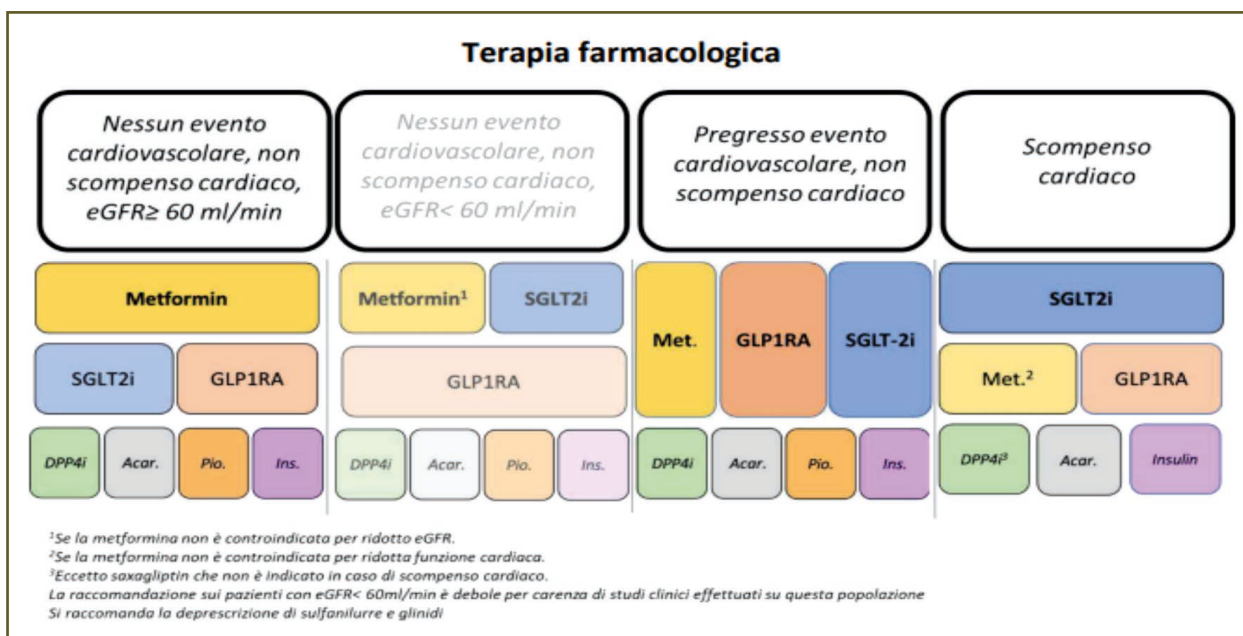 Terapia farmacologica
Nessun evento
cardiovascolare, non
scompenso cardiaco,
eGFR≥ 60 ml/min
Nessun evento
cardiovascolare, non
scompenso cardiaco,
eGFR< 60 ml/min
Pregresso evento
cardiovascolare, non
scompenso cardiaco
Scompenso
cardiaco
Metformin
Metformin¹
SGLT2i
Met.
GLP1RA
SGLT-2i
SGLT2i
SGLT2i
GLP1RA
GLP1RA
Met.²
GLP1RA
DPP4i
Acar.
Pio.
Ins.
DPP4i
Acar.
Pio.
Ins.
DPP4i
Acar.
Pio.
Ins.
DPP4i³
Acar.
Insulin
¹Se la metformina non è controindicata per ridotto eGFR.
²Se la metformina non è controindicata per ridotta funzione cardiaca.
³Eccetto saxagliptin che non è indicato in caso di scompenso cardiaco.
La raccomandazione sui pazienti con eGFR< 60ml/min è debole per carenza di studi clinici effettuati su questa popolazione
Si raccomanda la deprescrizione di sulfanilurre e glinidi